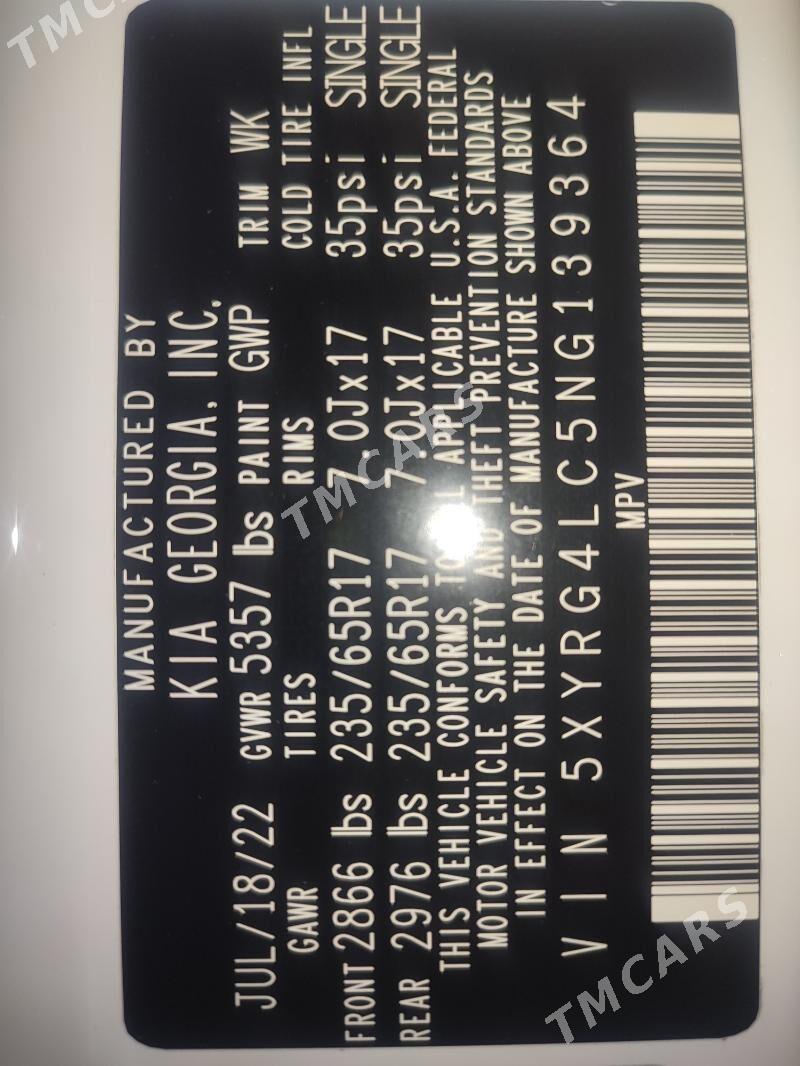 MANUFACTURED BY
KIA GEORGIA, INC.
JUL/18/22 GVWR 5357 lbs PAINT GWP TRIM WK
GAWR TIRES RIMS COLD TIRE INFL
FRONT 2866 lbs 235/65R17 7.0Jx17 35psi SINGLE
REAR 2976 lbs 235/65R17 7.0Jx17 35psi SINGLE
THIS VEHICLE CONFORMS TO ALL APPLICABLE U.S.A. FEDERAL
MOTOR VEHICLE SAFETY AND THEFT PREVENTION STANDARDS
IN EFFECT ON THE DATE OF MANUFACTURE SHOWN ABOVE
VIN 5XYRG4LC5NG139364
MPV
TMCARS
TMCARS
TMCARS